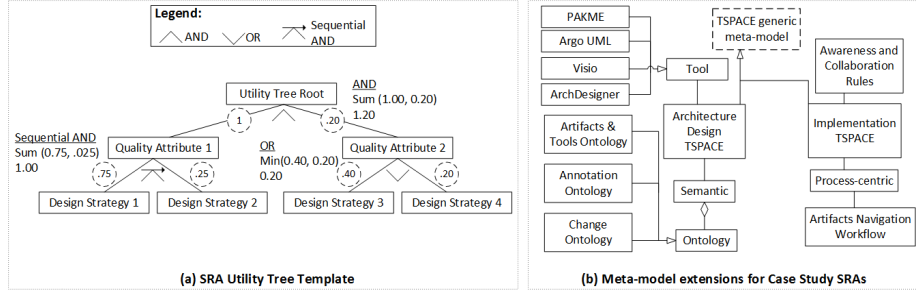 Legend:
AND
OR
Sequential
AND
Utility Tree Root
AND
Sum (1.00, 0.20)
1.20
1
.20
Sequential AND
Sum (0.75, .025)
1.00
Quality Attribute 1
OR
Min(0.40, 0.20)
0.20
Quality Attribute 2
.75
.25
.40
.20
Design Strategy 1
Design Strategy 2
Design Strategy 3
Design Strategy 4
(a) SRA Utility Tree Template
PAKME
Argo UML
Visio
ArchDesigner
Tool
TSPACE generic
meta-model
Awareness and
Collaboration
Rules
Artifacts &
Tools Ontology
Architecture
Design
TSPACE
Implementation
TSPACE
Annotation
Ontology
Semantic
Process-centric
Change
Ontology
Ontology
Artifacts Navigation
Workflow
(b) Meta-model extensions for Case Study SRAs